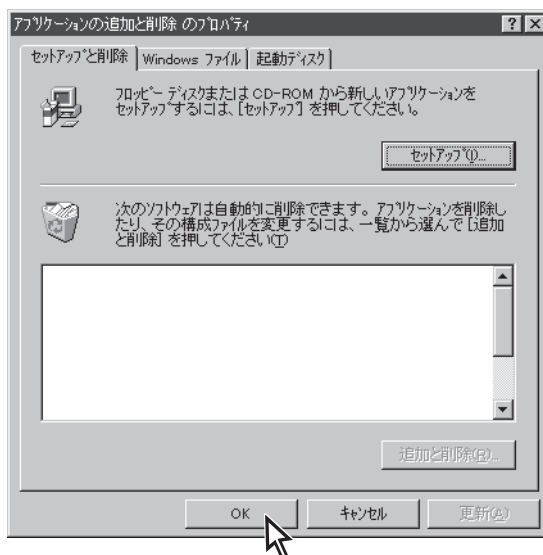 ｱﾌﾟﾘｹｰｼｮﾝの追加と削除 のﾌﾟﾛﾊﾟﾃｨ
ｾｯﾄｱｯﾌﾟと削除
Windows ﾌｧｲﾙ
起動ﾃﾞｨｽｸ
ﾌﾛｯﾋﾟｰ ﾃﾞｨｽｸまたは CD-ROM から新しいｱﾌﾟﾘｹｰｼｮﾝを
ｾｯﾄｱｯﾌﾟするには、[ｾｯﾄｱｯﾌﾟ] を押してください。
ｾｯﾄｱｯﾌﾟ(I)...
次のｿﾌﾄｳｪｱは自動的に削除できます。ｱﾌﾟﾘｹｰｼｮﾝを削除し
たり、その構成ﾌｧｲﾙを変更するには、一覧から選んで [追加
と削除] を押してください(T)
追加と削除(R)...
OK
ｷｬﾝｾﾙ
更新(A)